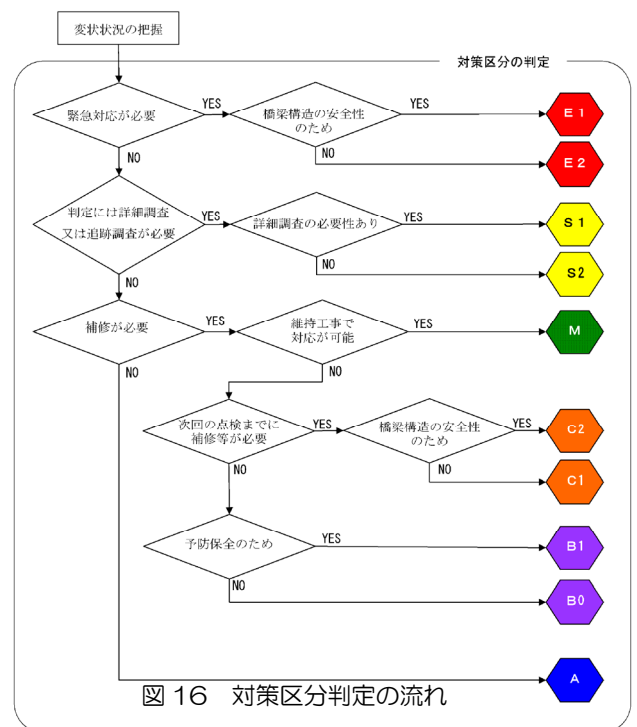 変状状況の把握
対策区分の判定
緊急対応が必要
YES
橋梁構造の安全性
のため
YES
E1
NO
NO
E2
判定には詳細調査
又は追跡調査が必要
YES
詳細調査の必要性あり
YES
S1
NO
NO
S2
補修が必要
YES
維持工事で
対応が可能
YES
M
NO
NO
次回の点検までに
補修等が必要
YES
橋梁構造の安全性
のため
YES
C2
NO
NO
C1
予防保全のため
YES
B1
NO
B0
A
図 16 対策区分判定の流れ